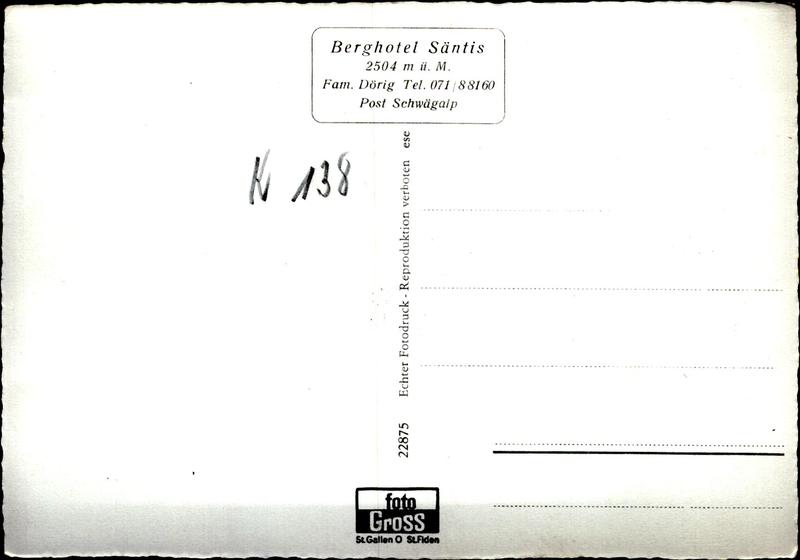 Berghotel Säntis
2504 m ü. M.
Fam. Dörig Tel. 071/88160
Post Schwägalp
K 138
22875 Echter Fotodruck - Reproduktion verboten ese
foto
Gross
St.Gallen O St.Fiden